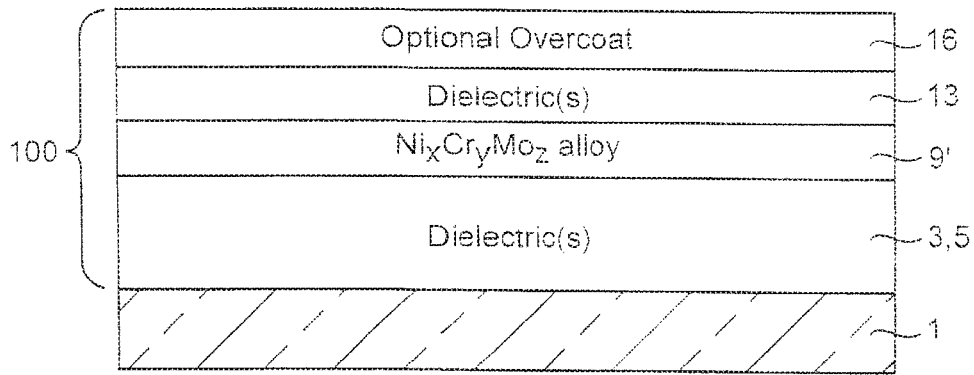 Optional Overcoat 16
Dielectric(s) 13
100 NixCryMoz alloy 9'
Dielectric(s) 3,5
1